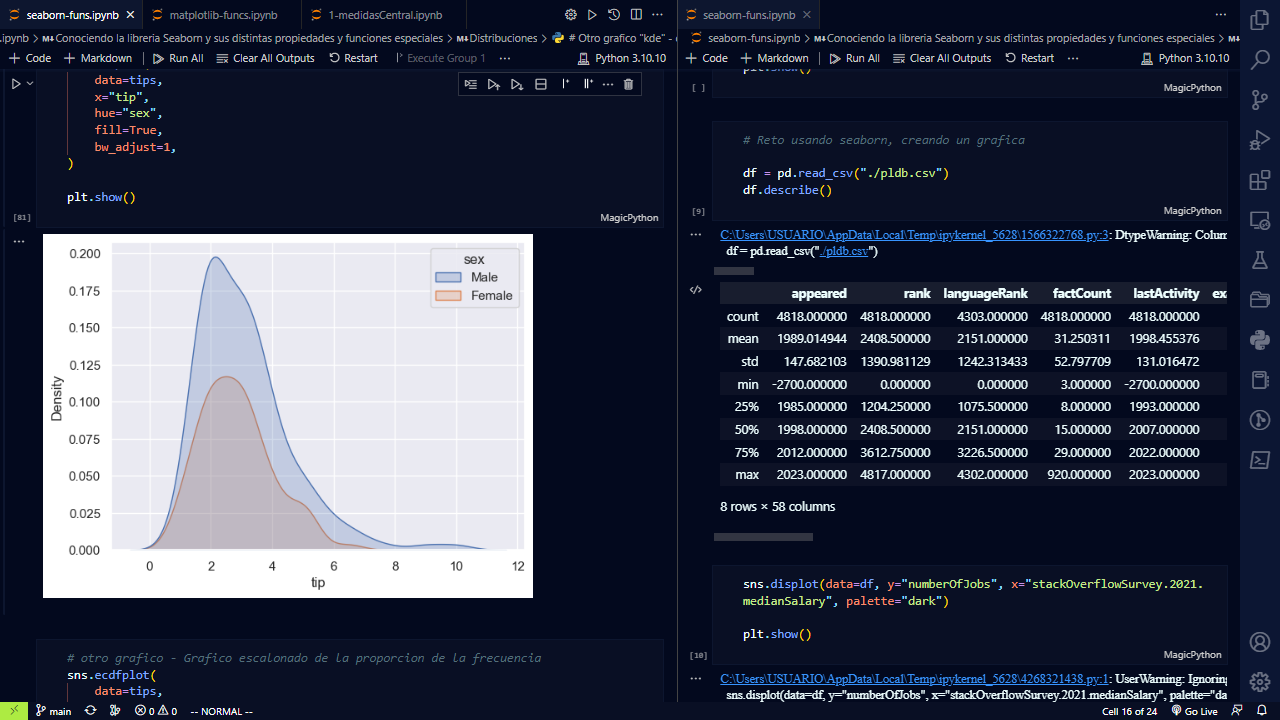 seaborn-funs.ipynb
matplotlib-funcs.ipynb
1-medidasCentral.ipynb
.ipynb > Conociendo la libreria Seaborn y sus distintas propiedades y funciones especiales > Distribuciones > # Otro grafico "kde" -
+ Code + Markdown Run All Clear All Outputs Restart Execute Group 1 ... Python 3.10.10
data=tips,
x="tip",
hue="sex",
fill=True,
bw_adjust=1,
)
plt.show()
[81]
MagicPython
0.200
0.175
0.150
0.125
0.100
0.075
0.050
0.025
0.000
Density
sex
Male
Female
0 2 4 6 8 10 12
tip
# otro grafico - Grafico escalonado de la proporcion de la frecuencia
sns.ecdfplot(
data=tips,
seaborn-funs.ipynb
seaborn-funs.ipynb > Conociendo la libreria Seaborn y sus distintas propiedades y funciones especiales >
+ Code + Markdown Run All Clear All Outputs Restart ... Python 3.10.10
plt.show()
[ ]
MagicPython
# Reto usando seaborn, creando un grafica
df = pd.read_csv("./pldb.csv")
df.describe()
[9]
MagicPython
C:\Users\USUARIO\AppData\Local\Temp\ipykernel_5628\1566322768.py:3: DtypeWarning: Colum
df = pd.read_csv("./pldb.csv")
appeared rank languageRank factCount lastActivity ex
count 4818.000000 4818.000000 4303.000000 4818.000000 4818.000000
mean 1989.014944 2408.500000 2151.000000 31.250311 1998.455376
std 147.682103 1390.981129 1242.313433 52.797709 131.016472
min -2700.000000 0.000000 0.000000 3.000000 -2700.000000
25% 1985.000000 1204.250000 1075.500000 8.000000 1993.000000
50% 1998.000000 2408.500000 2151.000000 15.000000 2007.000000
75% 2012.000000 3612.750000 3226.500000 29.000000 2022.000000
max 2023.000000 4817.000000 4302.000000 920.000000 2023.000000
8 rows × 58 columns
sns.displot(data=df, y="numberOfJobs", x="stackOverflowSurvey.2021.
medianSalary", palette="dark")
plt.show()
[10]
MagicPython
C:\Users\USUARIO\AppData\Local\Temp\ipykernel_5628\4268321438.py:1: UserWarning: Ignoring
sns.displot(data=df, y="numberOfJobs", x="stackOverflowSurvey.2021.medianSalary", palette="da
main 0 0 -- NORMAL -- Cell 16 of 24 Go Live